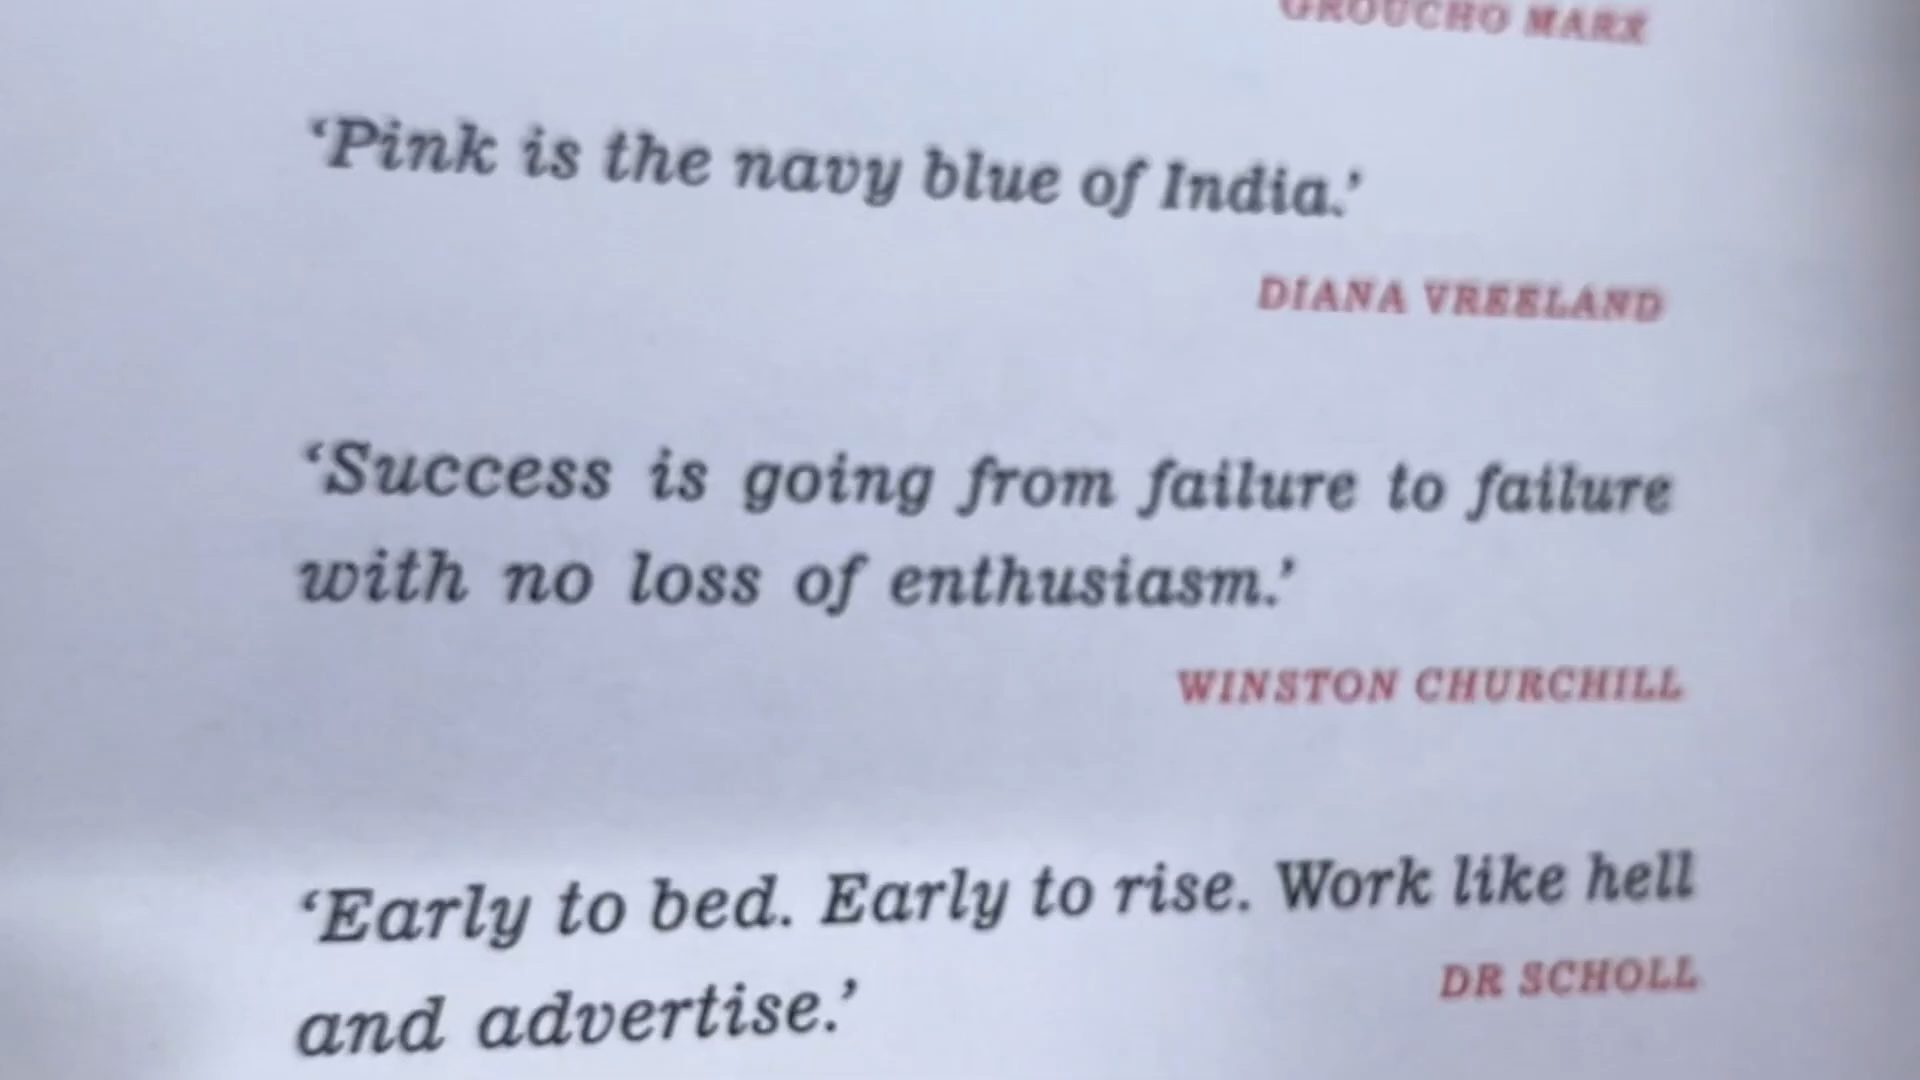 GROUCHO MARX
‘Pink is the navy blue of India.’
DIANA VREELAND
‘Success is going from failure to failure
with no loss of enthusiasm.’
WINSTON CHURCHILL
‘Early to bed. Early to rise. Work like hell
and advertise.’
DR SCHOLL